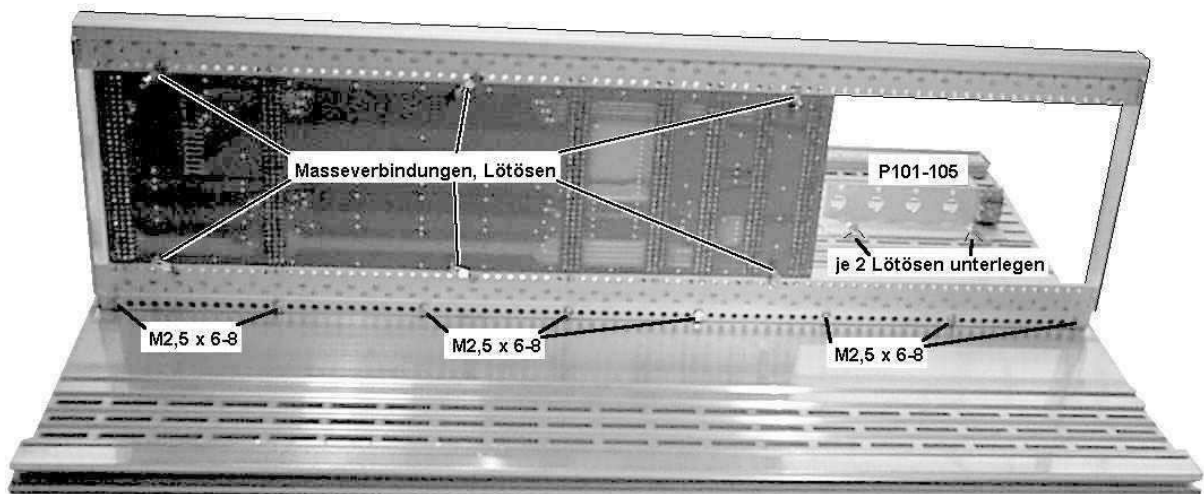 Masseverbindungen, Lötösen
P101-105
je 2 Lötösen unterlegen
M2,5 x 6-8
M2,5 x 6-8
M2,5 x 6-8